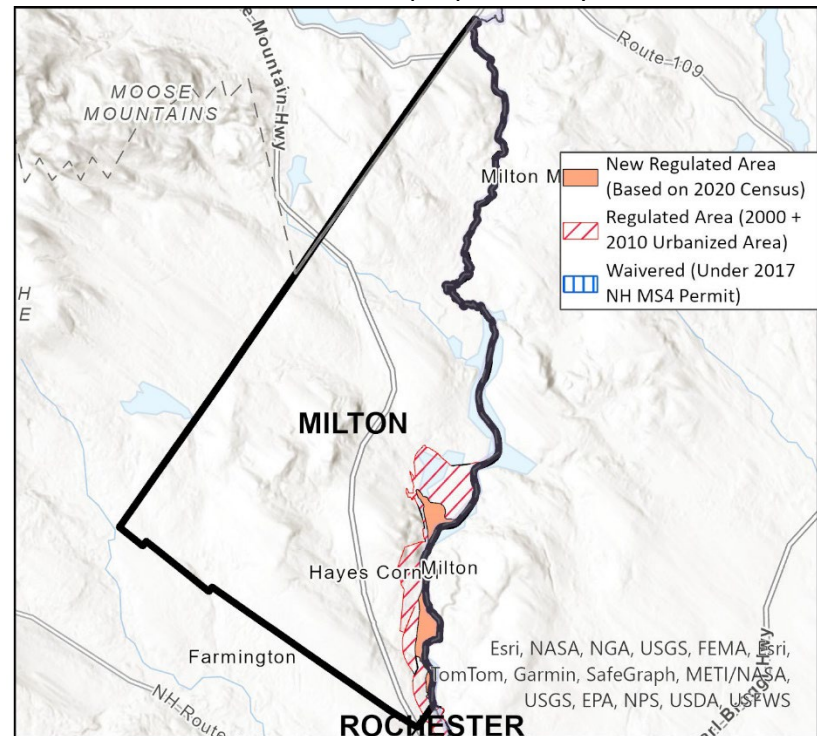 e-Mountain Hwy
Route 109
MOOSE
MOUNTAINS
New Regulated Area
(Based on 2020 Census)
Milton M
Regulated Area (2000 +
2010 Urbanized Area)
Waivered (Under 2017
NH MS4 Permit)
H
E
MILTON
Hayes Corner
Milton
Farmington
Esri, NASA, NGA, USGS, FEMA, Esri,
TomTom, Garmin, SafeGraph, METI/NASA,
USGS, EPA, NPS, USDA, USFWS
NH-Route
ROCHESTER